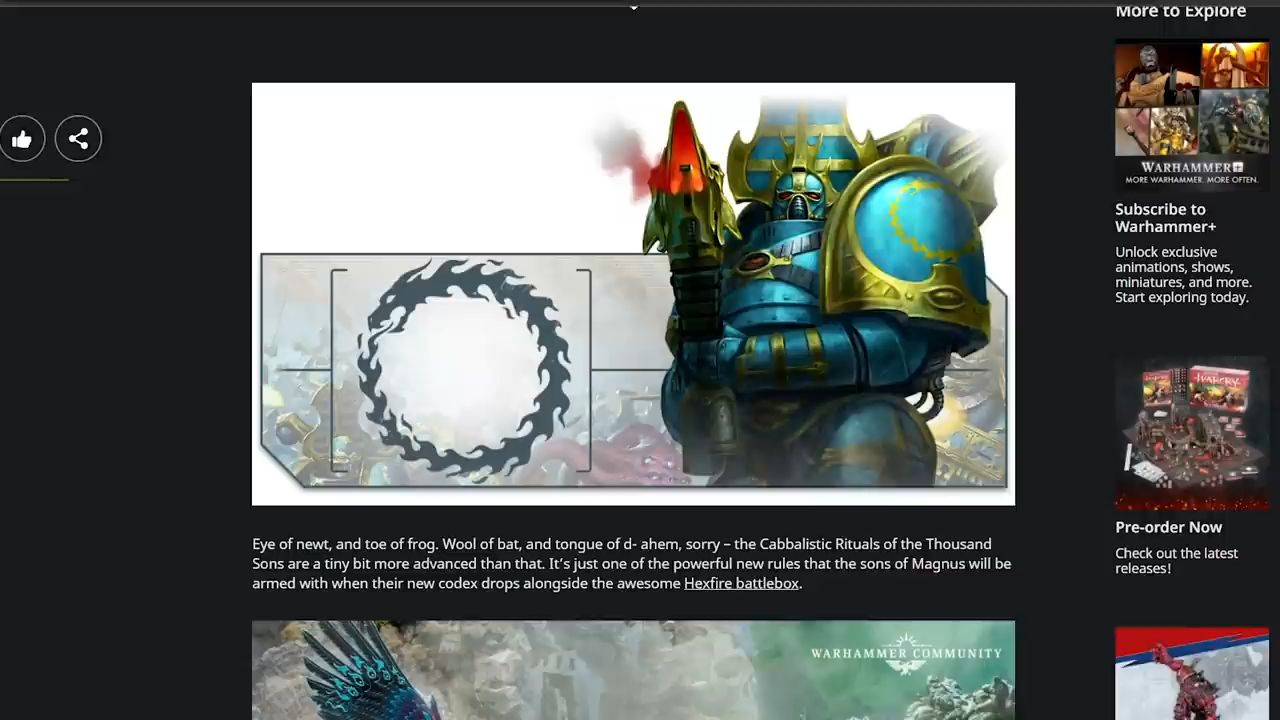 More to Explore
WARHAMMER+
MORE WARHAMMER. MORE OFTEN.
Subscribe to
Warhammer+
Unlock exclusive
animations, shows,
miniatures, and more.
Start exploring today.
WARCRY
Pre-order Now
Check out the latest
releases!
Eye of newt, and toe of frog. Wool of bat, and tongue of d- ahem, sorry – the Cabbalistic Rituals of the Thousand
Sons are a tiny bit more advanced than that. It’s just one of the powerful new rules that the sons of Magnus will be
armed with when their new codex drops alongside the awesome Hexfire battlebox.
WARHAMMER COMMUNITY